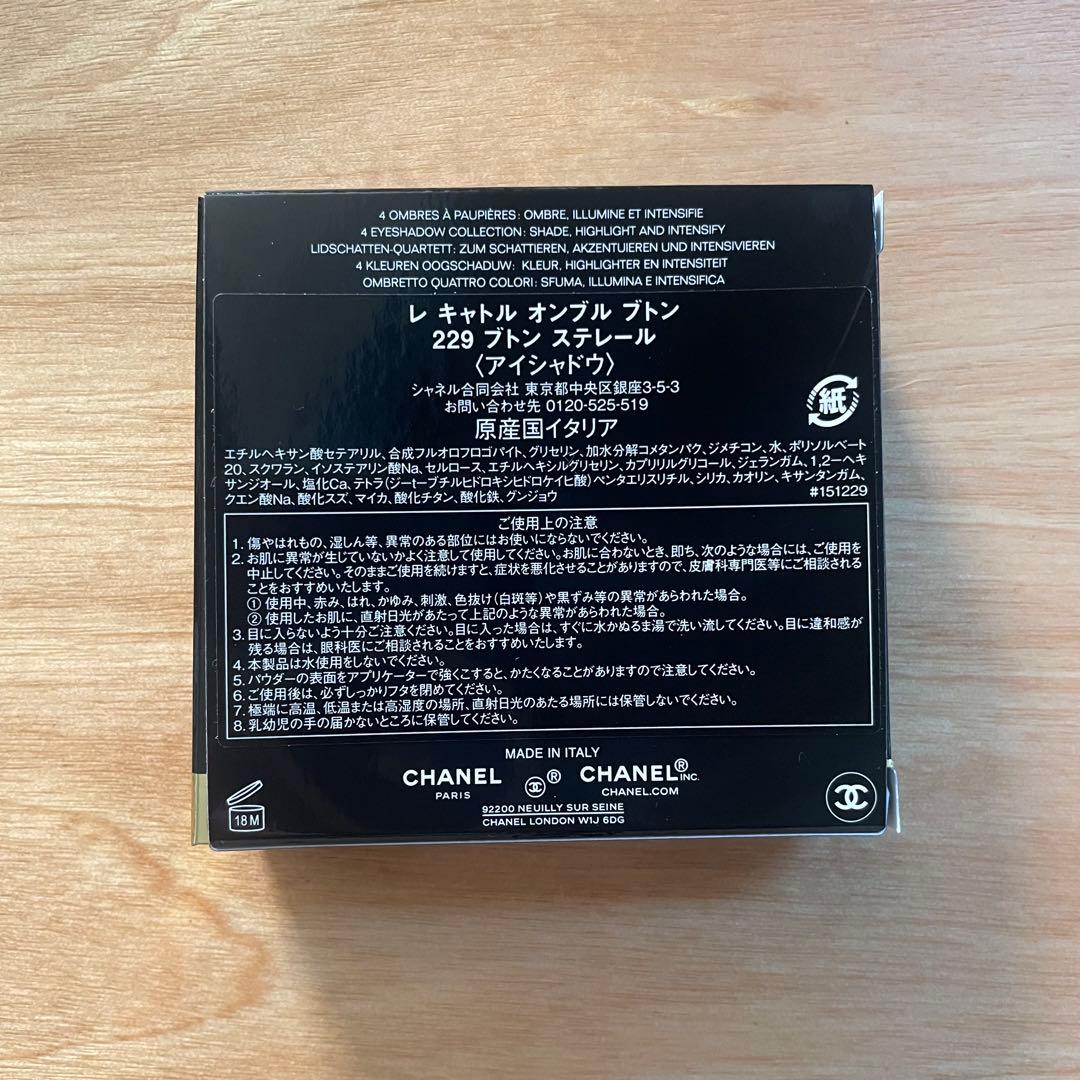 4 OMBRES À PAUPIÈRES: OMBRE, ILLUMINE ET INTENSIFIE
4 EYESHADOW COLLECTION: SHADE, HIGHLIGHT AND INTENSIFY
LIDSCHATTEN-QUARTETT: ZUM SCHATTIEREN, AKZENTUIEREN UND INTENSIVIEREN
4 KLEUREN OOGSCHADUW: KLEUR, HIGHLIGHTER EN INTENSITEIT
OMBRETTO QUATTRO COLORI: SFUMA, ILLUMINA E INTENSIFICA
レ キャトル オンブル ブトン
229 ブトン ステレール
〈アイシャドウ〉
シャネル合同会社 東京都中央区銀座3-5-3
お問い合わせ先 0120-525-519
紙
原産国イタリア
エチルヘキサン酸セテアリル、合成フルオロフロゴパイト、グリセリン、加水分解コメタンパク、ジメチコン、水、ポリソルベート
20、スクワラン、イソステアリン酸Na、セルロース、エチルヘキシルグリセリン、カプリリルグリコール、ジェランガム、1,2-ヘキ
サンジオール、塩化Ca、テトラ(ジ-t-ブチルヒドロキシヒドロケイヒ酸)ペンタエリスリチル、シリカ、カオリン、キサンタンガム、
クエン酸Na、酸化スズ、マイカ、酸化チタン、酸化鉄、グンジョウ #151229
ご使用上の注意
1. 傷やはれもの、湿しん等、異常のある部位にはお使いにならないでください。
2. お肌に異常が生じていないかよく注意して使用してください。お肌に合わないとき、即ち、次のような場合には、ご使用を
中止してください。そのままご使用を続けますと、症状を悪化させることがありますので、皮膚科専門医等にご相談される
ことをおすすめいたします。
① 使用中、赤み、はれ、かゆみ、刺激、色抜け(白斑等)や黒ずみ等の異常があらわれた場合。
② 使用したお肌に、直射日光があたって上記のような異常があらわれた場合。
3. 目に入らないよう十分ご注意ください。目に入った場合は、すぐに水かぬるま湯で洗い流してください。目に違和感が
残る場合は、眼科医にご相談されることをおすすめいたします。
4. 本製品は水使用をしないでください。
5. パウダーの表面をアプリケーターで強くこすると、かたくなることがありますので注意してください。
6. ご使用後は、必ずしっかりフタを閉めてください。
7. 極端に高温、低温または高湿度の場所、直射日光のあたる場所には保管しないでください。
8. 乳幼児の手の届かないところに保管してください。
MADE IN ITALY
CHANEL ® CHANEL® INC.
PARIS CHANEL.COM
92200 NEUILLY SUR SEINE
CHANEL LONDON W1J 6DG
18 M